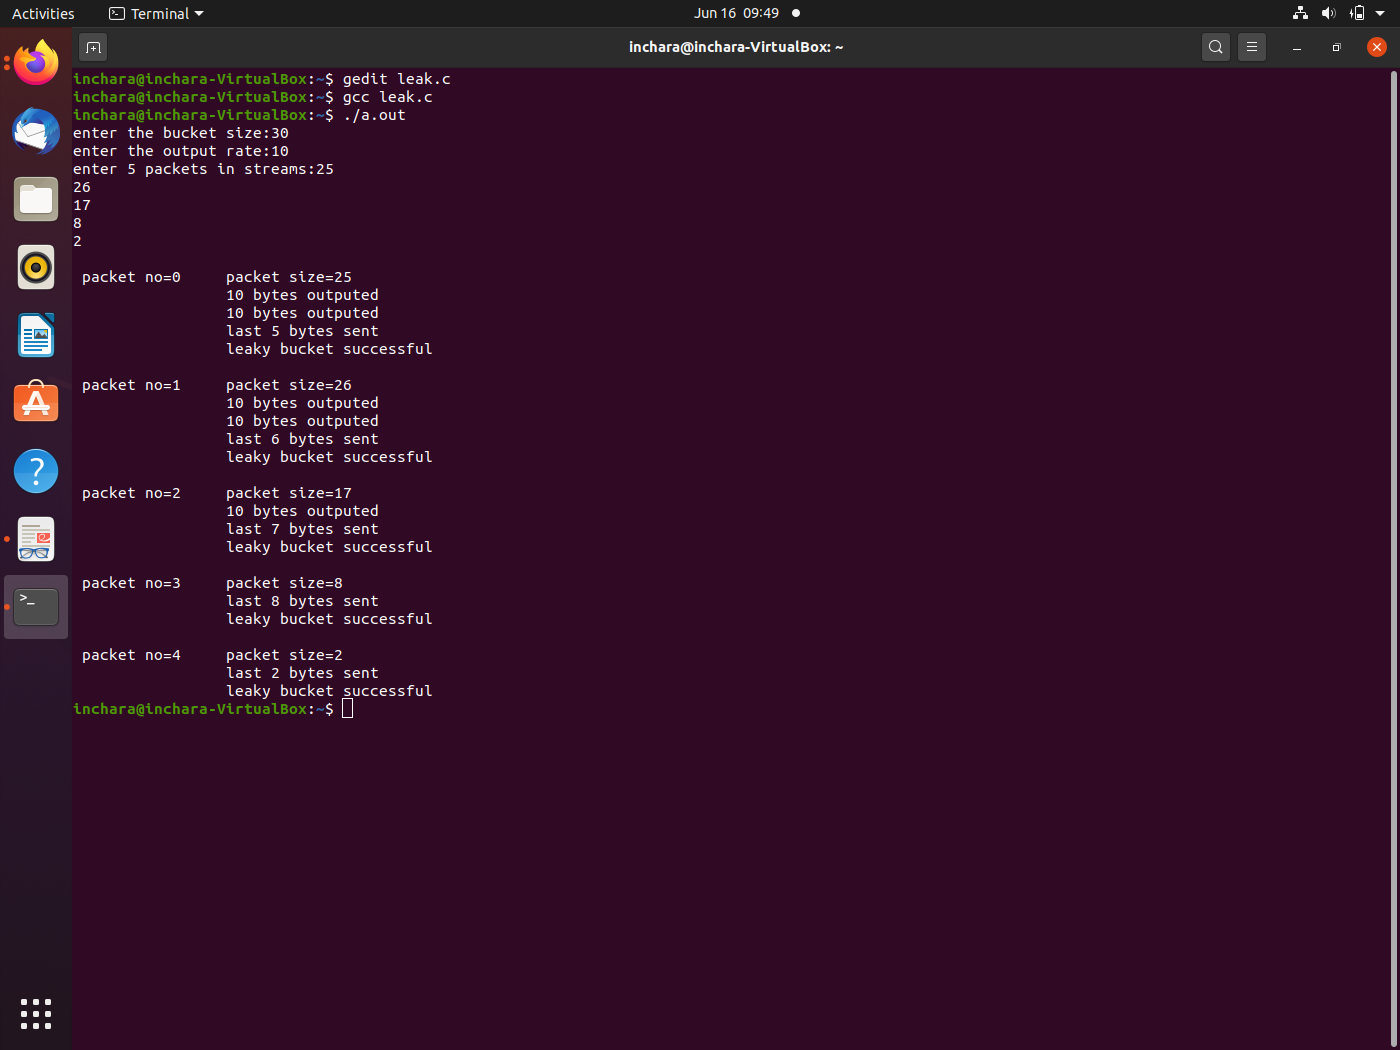 Activities
Terminal
Jun 16 09:49
inchara@inchara-VirtualBox: ~
inchara@inchara-VirtualBox:~$ gedit leak.c
inchara@inchara-VirtualBox:~$ gcc leak.c
inchara@inchara-VirtualBox:~$ ./a.out
enter the bucket size:30
enter the output rate:10
enter 5 packets in streams:25
26
17
8
2
packet no=0 packet size=25
10 bytes outputed
10 bytes outputed
last 5 bytes sent
leaky bucket successful
packet no=1 packet size=26
10 bytes outputed
10 bytes outputed
last 6 bytes sent
leaky bucket successful
packet no=2 packet size=17
10 bytes outputed
last 7 bytes sent
leaky bucket successful
packet no=3 packet size=8
last 8 bytes sent
leaky bucket successful
packet no=4 packet size=2
last 2 bytes sent
leaky bucket successful
inchara@inchara-VirtualBox:~$